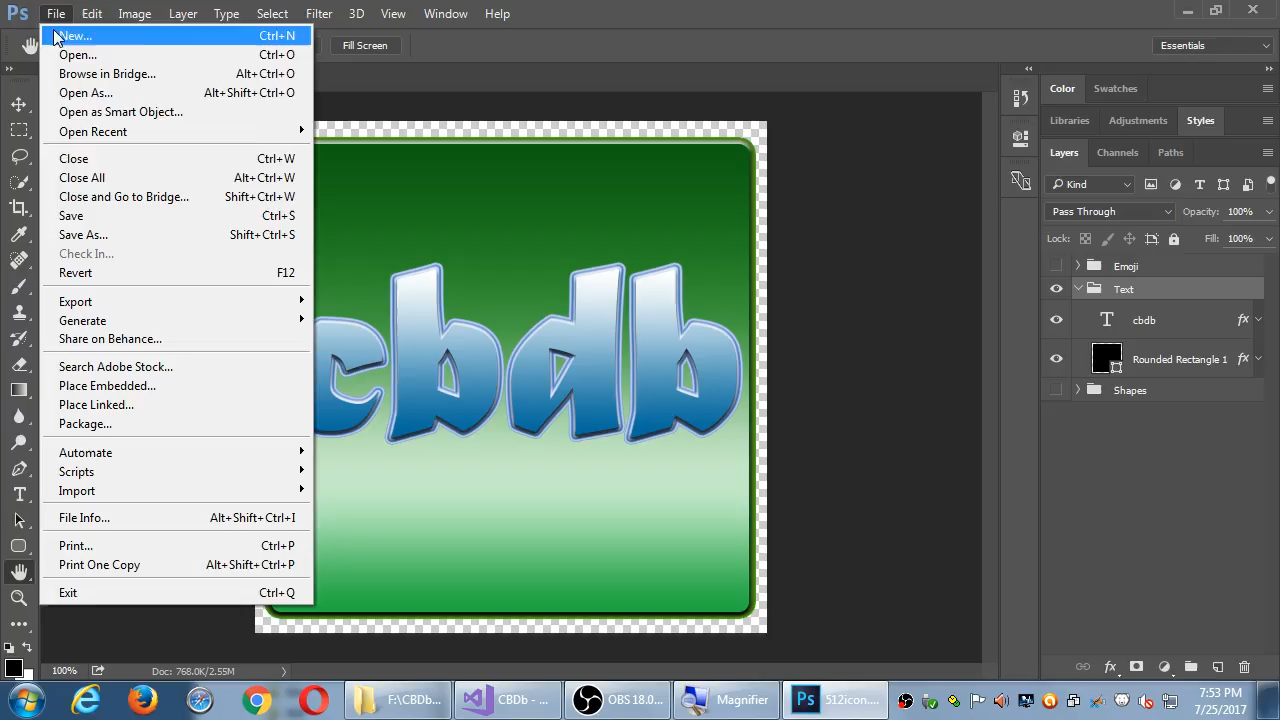 Ps File Edit Image Layer Type Select Filter 3D View Window Help
Fill Screen Essentials
New... Ctrl+N
Open... Ctrl+O
Browse in Bridge... Alt+Ctrl+O
Open As... Alt+Shift+Ctrl+O
Open as Smart Object...
Open Recent
Close Ctrl+W
Close All Alt+Ctrl+W
Close and Go to Bridge... Shift+Ctrl+W
Save Ctrl+S
Save As... Shift+Ctrl+S
Check In...
Revert F12
Export
Generate
Share on Behance...
Search Adobe Stock...
Place Embedded...
Place Linked...
Package...
Automate
Scripts
Import
File Info... Alt+Shift+Ctrl+I
Print... Ctrl+P
Print One Copy Alt+Shift+Ctrl+P
Exit Ctrl+Q
cbdb
Color Swatches
Libraries Adjustments Styles
Layers Channels Paths
Kind
Pass Through Opacity: 100%
Lock: Fill: 100%
Emoji
Text
cbdb fx
Rounded Rectangle 1 fx
Shapes
fx
100% Doc: 768.0K/2.55M
F:\CBDb... CBDb - ... OBS 18.0.... Magnifier Ps 512icon....
7:53 PM
7/25/2017